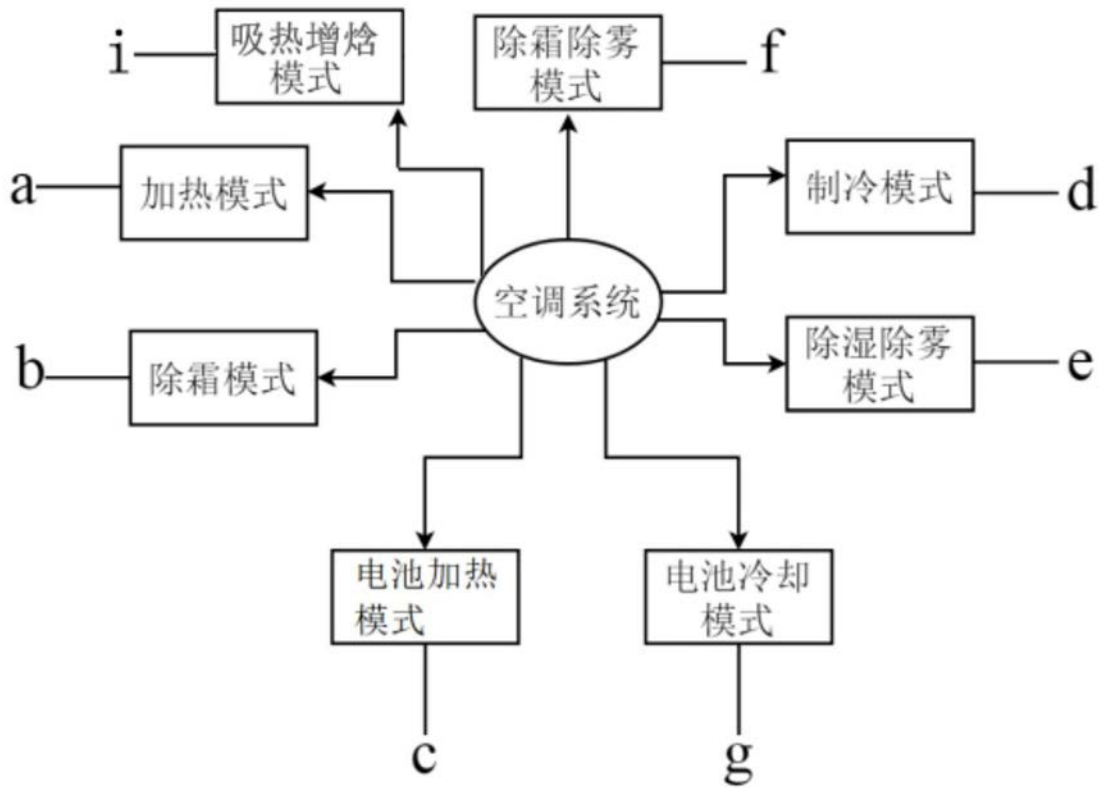 i
吸热增焓
模式
除霜除雾
模式
f
a
加热模式
制冷模式
d
空调系统
b
除霜模式
除湿除雾
模式
e
电池加热
模式
电池冷却
模式
c
g